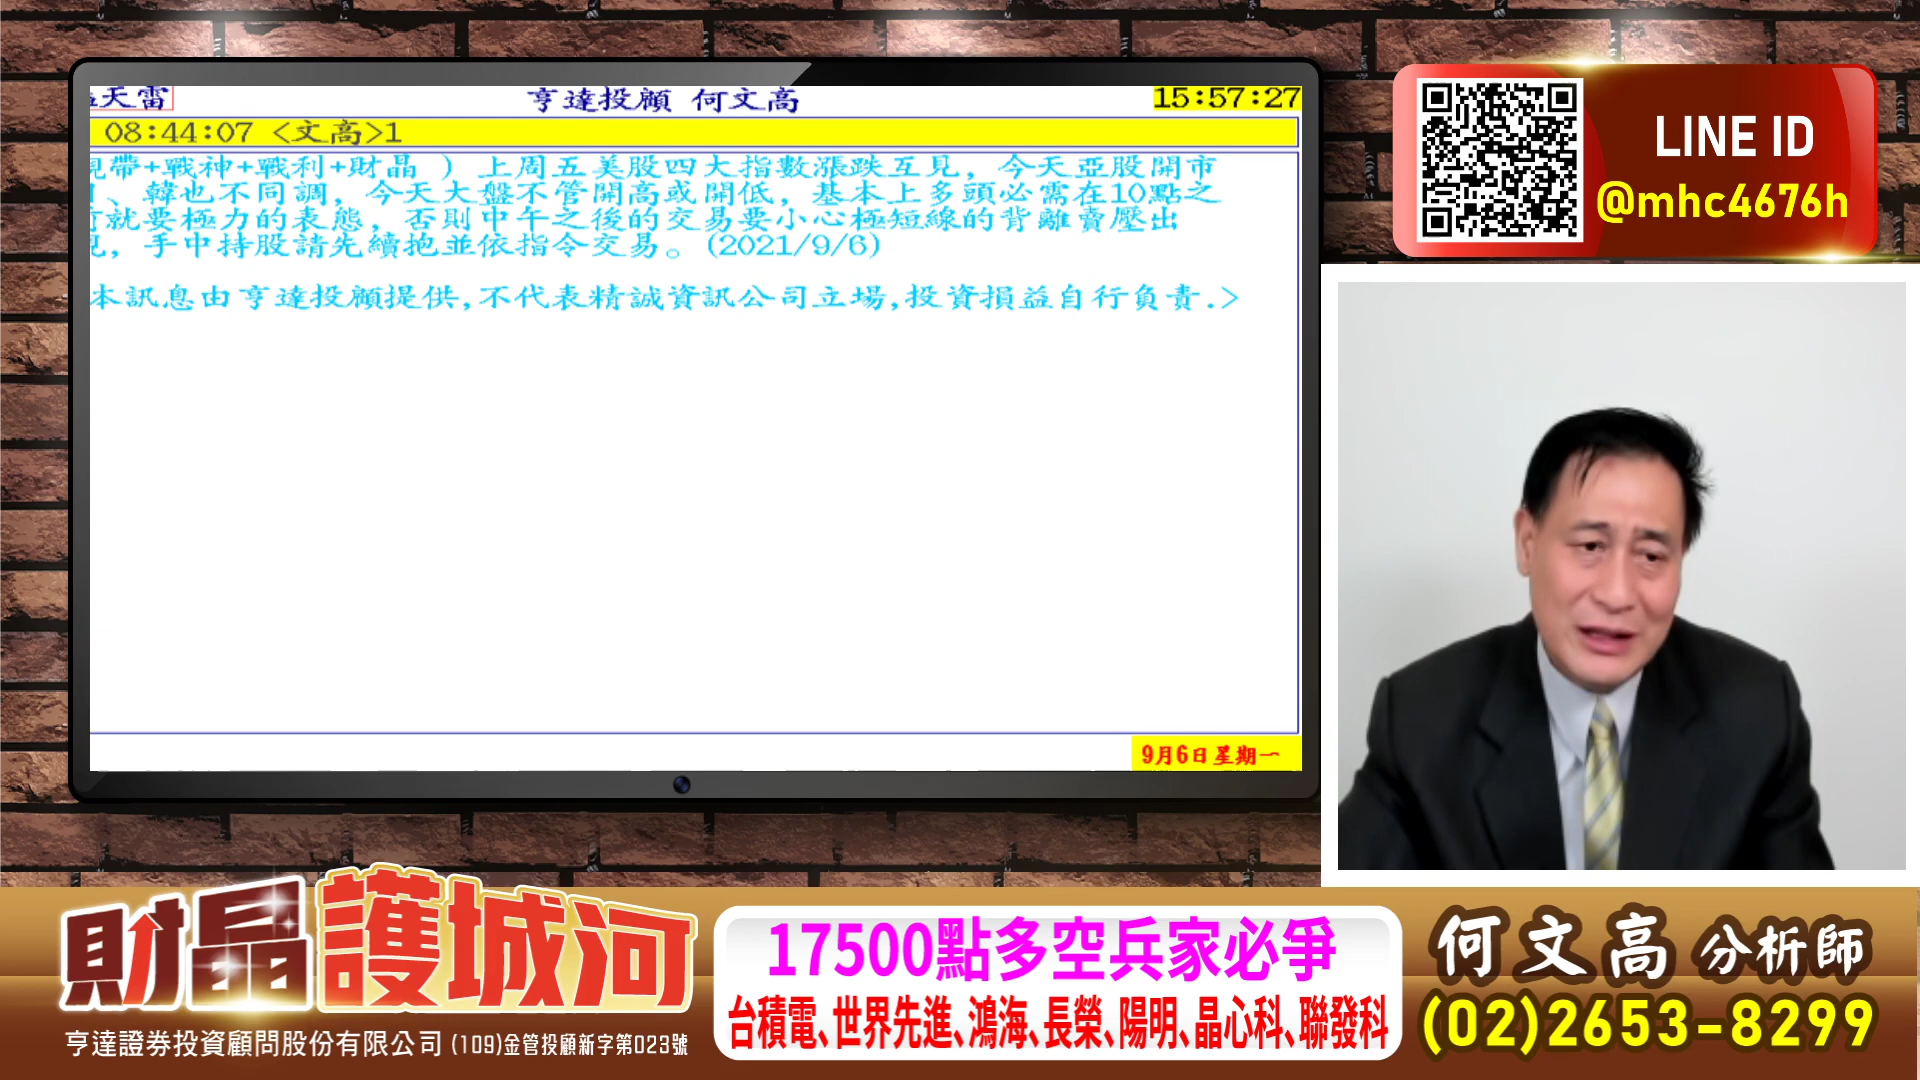 天雷
亨達投顧 何文高
15:57:27
08:44:07 <文高>1
帶+戰神+戰利+財晶 ) 上周五美股四大指數漲跌互見, 今天亞股開市
、韓也不同調, 今天大盤不管開高或開低, 基本上多頭必需在10點之
就要極力的表態, 否則中午之後的交易要小心極短線的背離賣壓出
, 手中持股請先續抱並依指令交易。(2021/9/6)
本訊息由亨達投顧提供,不代表精誠資訊公司立場,投資損益自行負責.>
9月6日星期一
LINE ID
@mhc4676h
財晶護城河
亨達證券投資顧問股份有限公司 (109)金管投顧新字第023號
17500點多空兵家必爭
台積電、世界先進、鴻海、長榮、陽明、晶心科、聯發科
何文高 分析師
(02)2653-8299